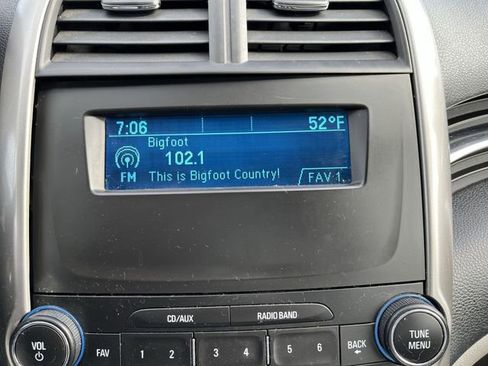 7:06 52°F
Bigfoot
102.1
FM This is Bigfoot Country! FAV 1
CD/AUX RADIO BAND
VOL FAV 1 2 3 4 5 6 BACK TUNE MENU